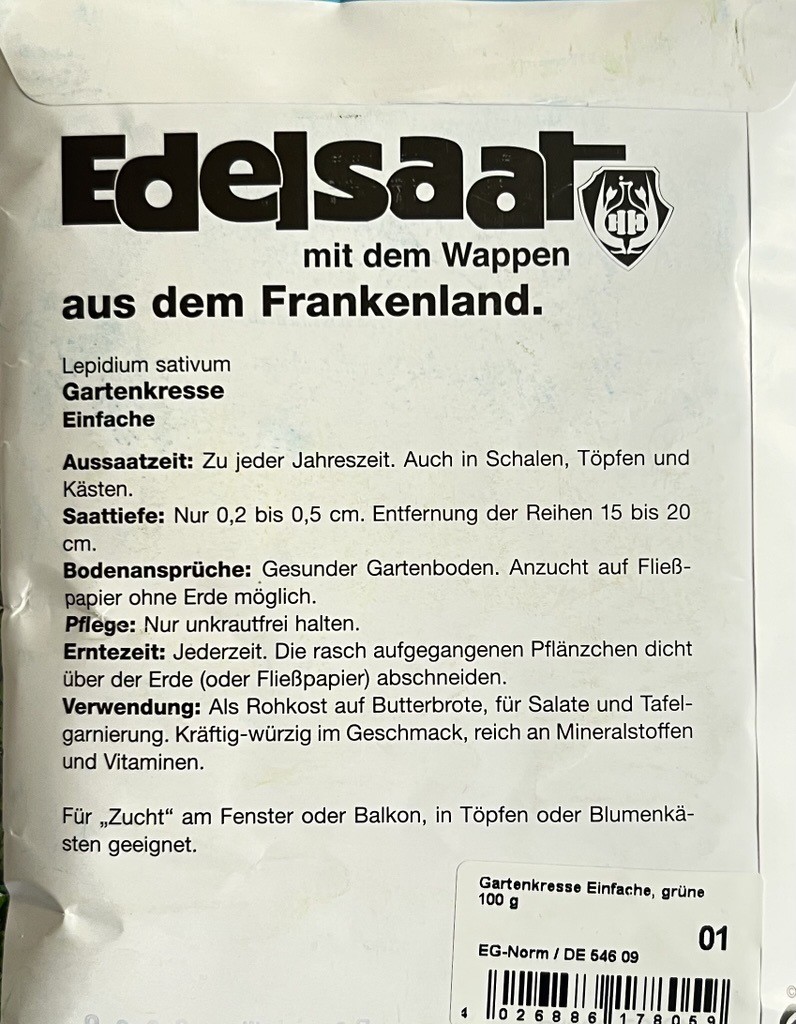 Edelsaat
HH
mit dem Wappen
aus dem Frankenland.
Lepidium sativum
Gartenkresse
Einfache
Aussaatzeit: Zu jeder Jahreszeit. Auch in Schalen, Töpfen und
Kästen.
Saattiefe: Nur 0,2 bis 0,5 cm. Entfernung der Reihen 15 bis 20
cm.
Bodenansprüche: Gesunder Gartenboden. Anzucht auf Fließ-
papier ohne Erde möglich.
Pflege: Nur unkrautfrei halten.
Erntezeit: Jederzeit. Die rasch aufgegangenen Pflänzchen dicht
über der Erde (oder Fließpapier) abschneiden.
Verwendung: Als Rohkost auf Butterbrote, für Salate und Tafel-
garnierung. Kräftig-würzig im Geschmack, reich an Mineralstoffen
und Vitaminen.
Für „Zucht“ am Fenster oder Balkon, in Töpfen oder Blumenkä-
sten geeignet.
Gartenkresse Einfache, grüne
100 g
01
EG-Norm / DE 546 09
4 026886 178059